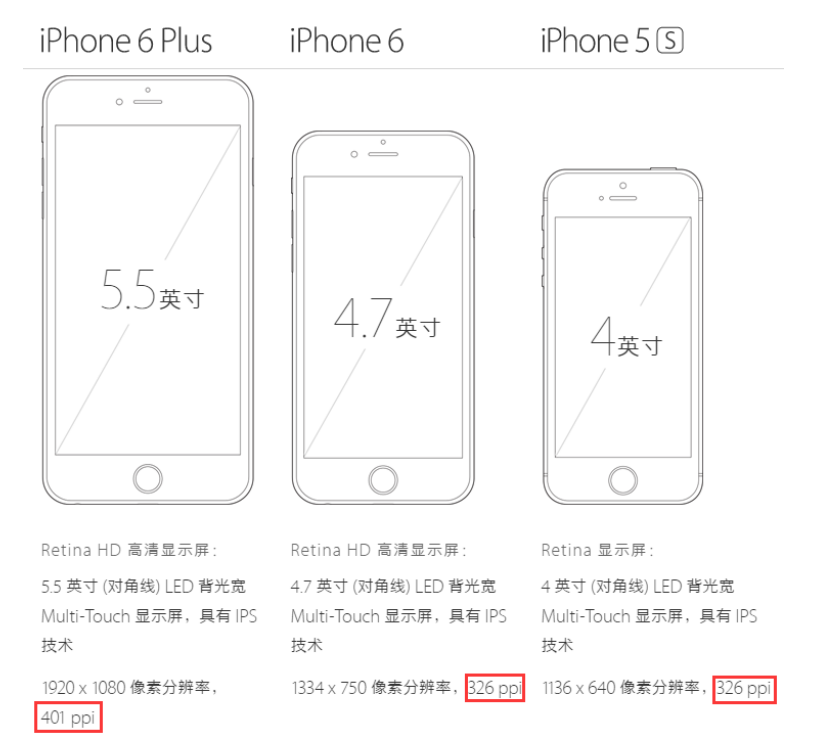 iPhone 6 Plus
iPhone 6
iPhone 5 S
5.5英寸
4.7英寸
4英寸
Retina HD 高清显示屏：
5.5 英寸 (对角线) LED 背光宽
Multi-Touch 显示屏，具有 IPS
技术
1920 x 1080 像素分辨率，
401 ppi
Retina HD 高清显示屏：
4.7 英寸 (对角线) LED 背光宽
Multi-Touch 显示屏，具有 IPS
技术
1334 x 750 像素分辨率，326 ppi
Retina 显示屏：
4 英寸 (对角线) LED 背光宽
Multi-Touch 显示屏，具有 IPS
技术
1136 x 640 像素分辨率，326 ppi